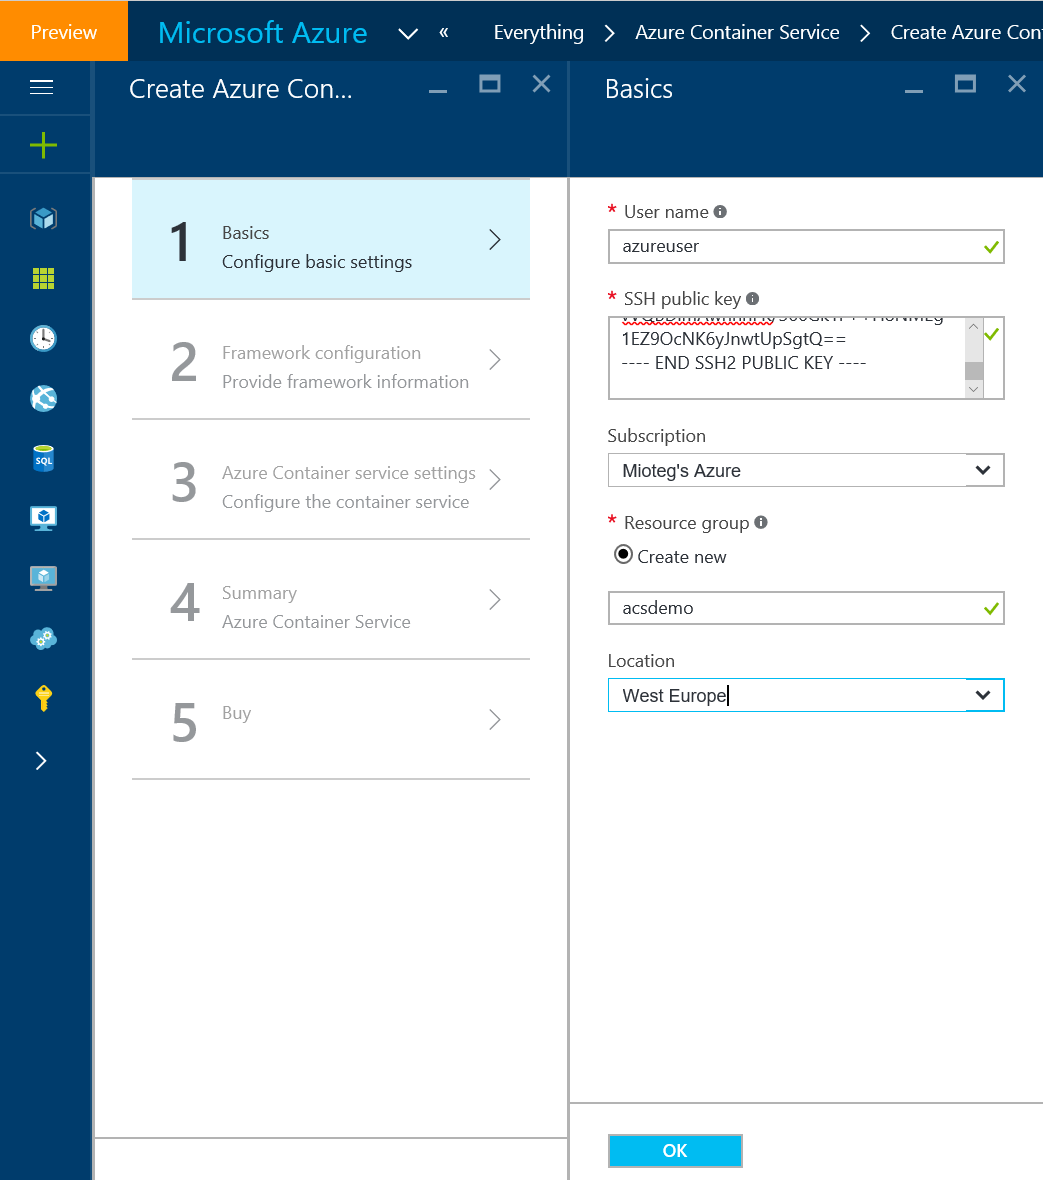 Preview
Microsoft Azure
«
Everything > Azure Container Service > Create Azure Con
Create Azure Con...
Basics
1
Basics
Configure basic settings
2
Framework configuration
Provide framework information
3
Azure Container service settings
Configure the container service
4
Summary
Azure Container Service
5
Buy
SQL
* User name
azureuser
* SSH public key
1EZ9OcNK6yJnwtUpSgtQ==
---- END SSH2 PUBLIC KEY ----
Subscription
Mioteg's Azure
* Resource group
Create new
acsdemo
Location
West Europe
OK